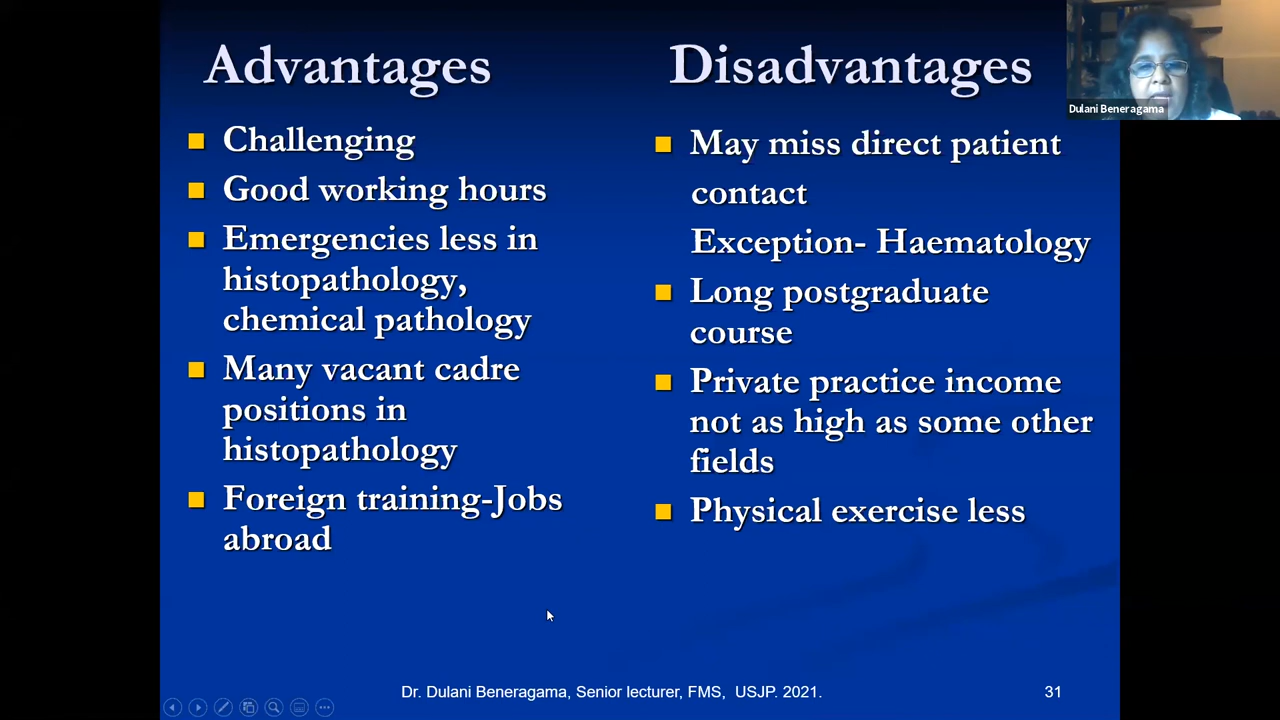 Advantages
Challenging
Good working hours
Emergencies less in
histopathology,
chemical pathology
Many vacant cadre
positions in
histopathology
Foreign training-Jobs
abroad
Disadvantages
May miss direct patient
contact
Exception- Haematology
Long postgraduate
course
Private practice income
not as high as some other
fields
Physical exercise less
Dulani Beneragama
Dr. Dulani Beneragama, Senior lecturer, FMS, USJP. 2021.
31